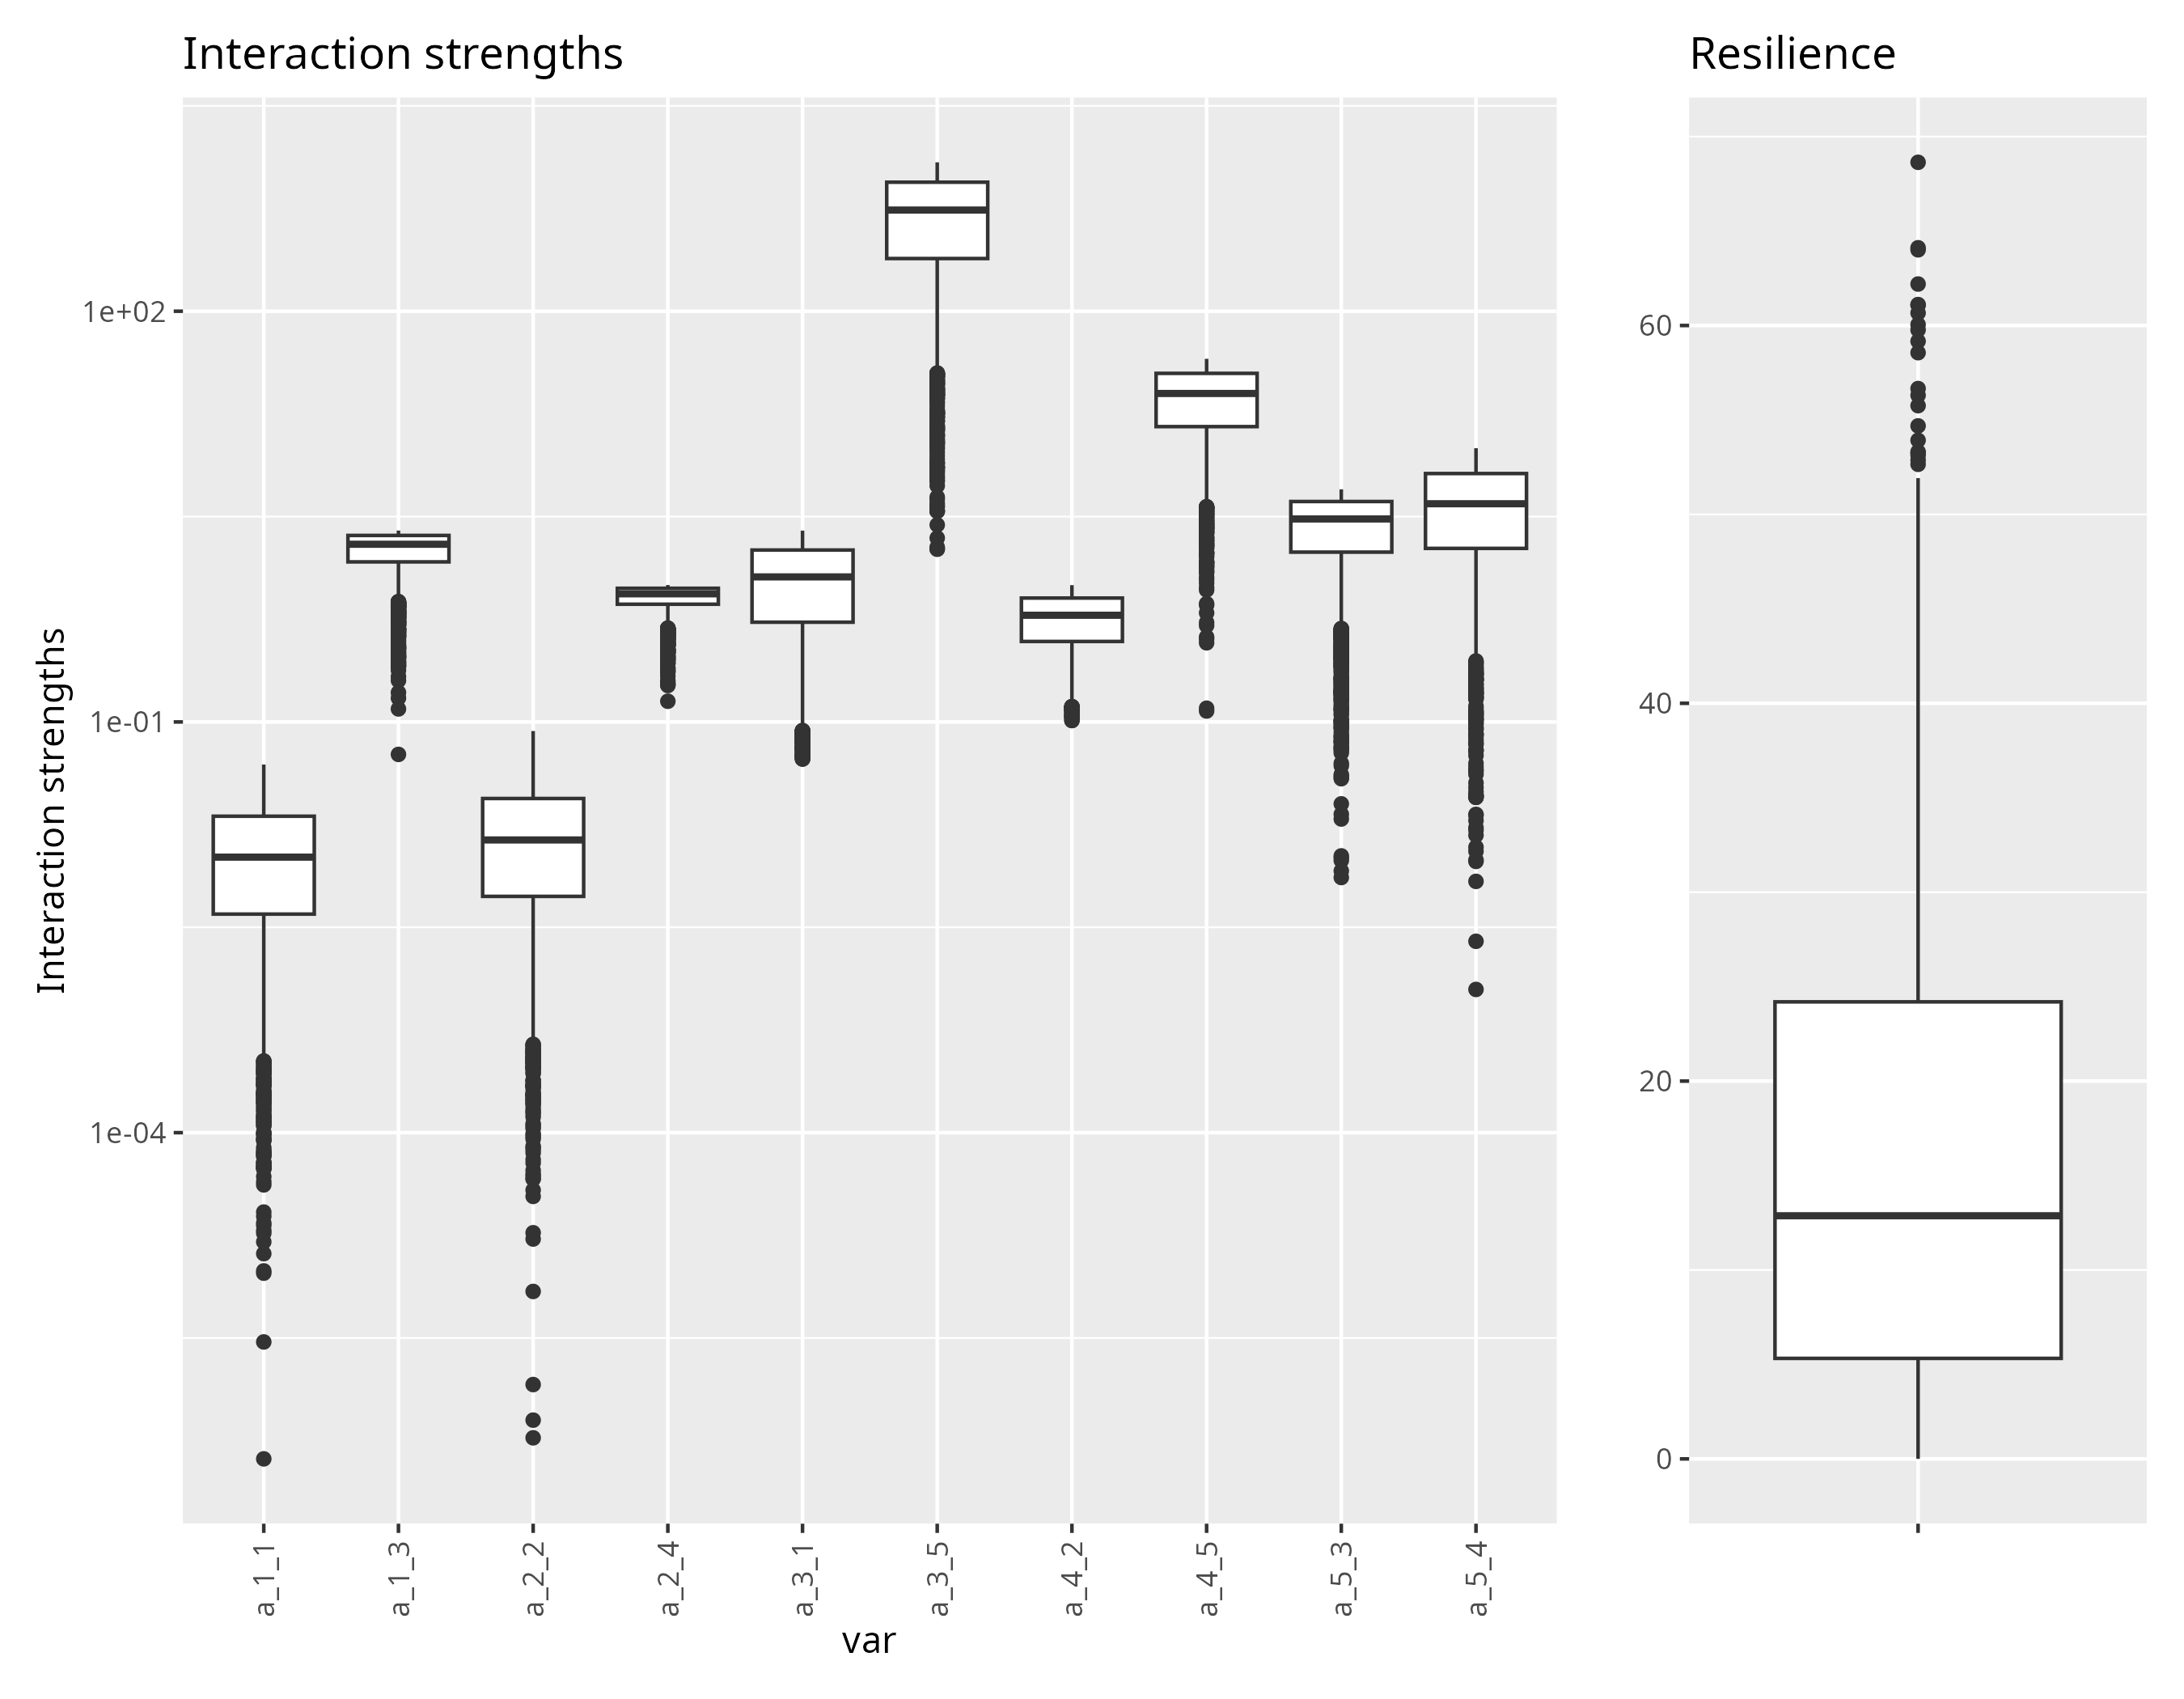 Interaction strengths
Resilience
Interaction strengths
1e+02
1e-01
1e-04
a_1_1
a_1_3
a_2_2
a_2_4
a_3_1
a_3_5
a_4_2
a_4_5
a_5_3
a_5_4
var
60
40
20
0